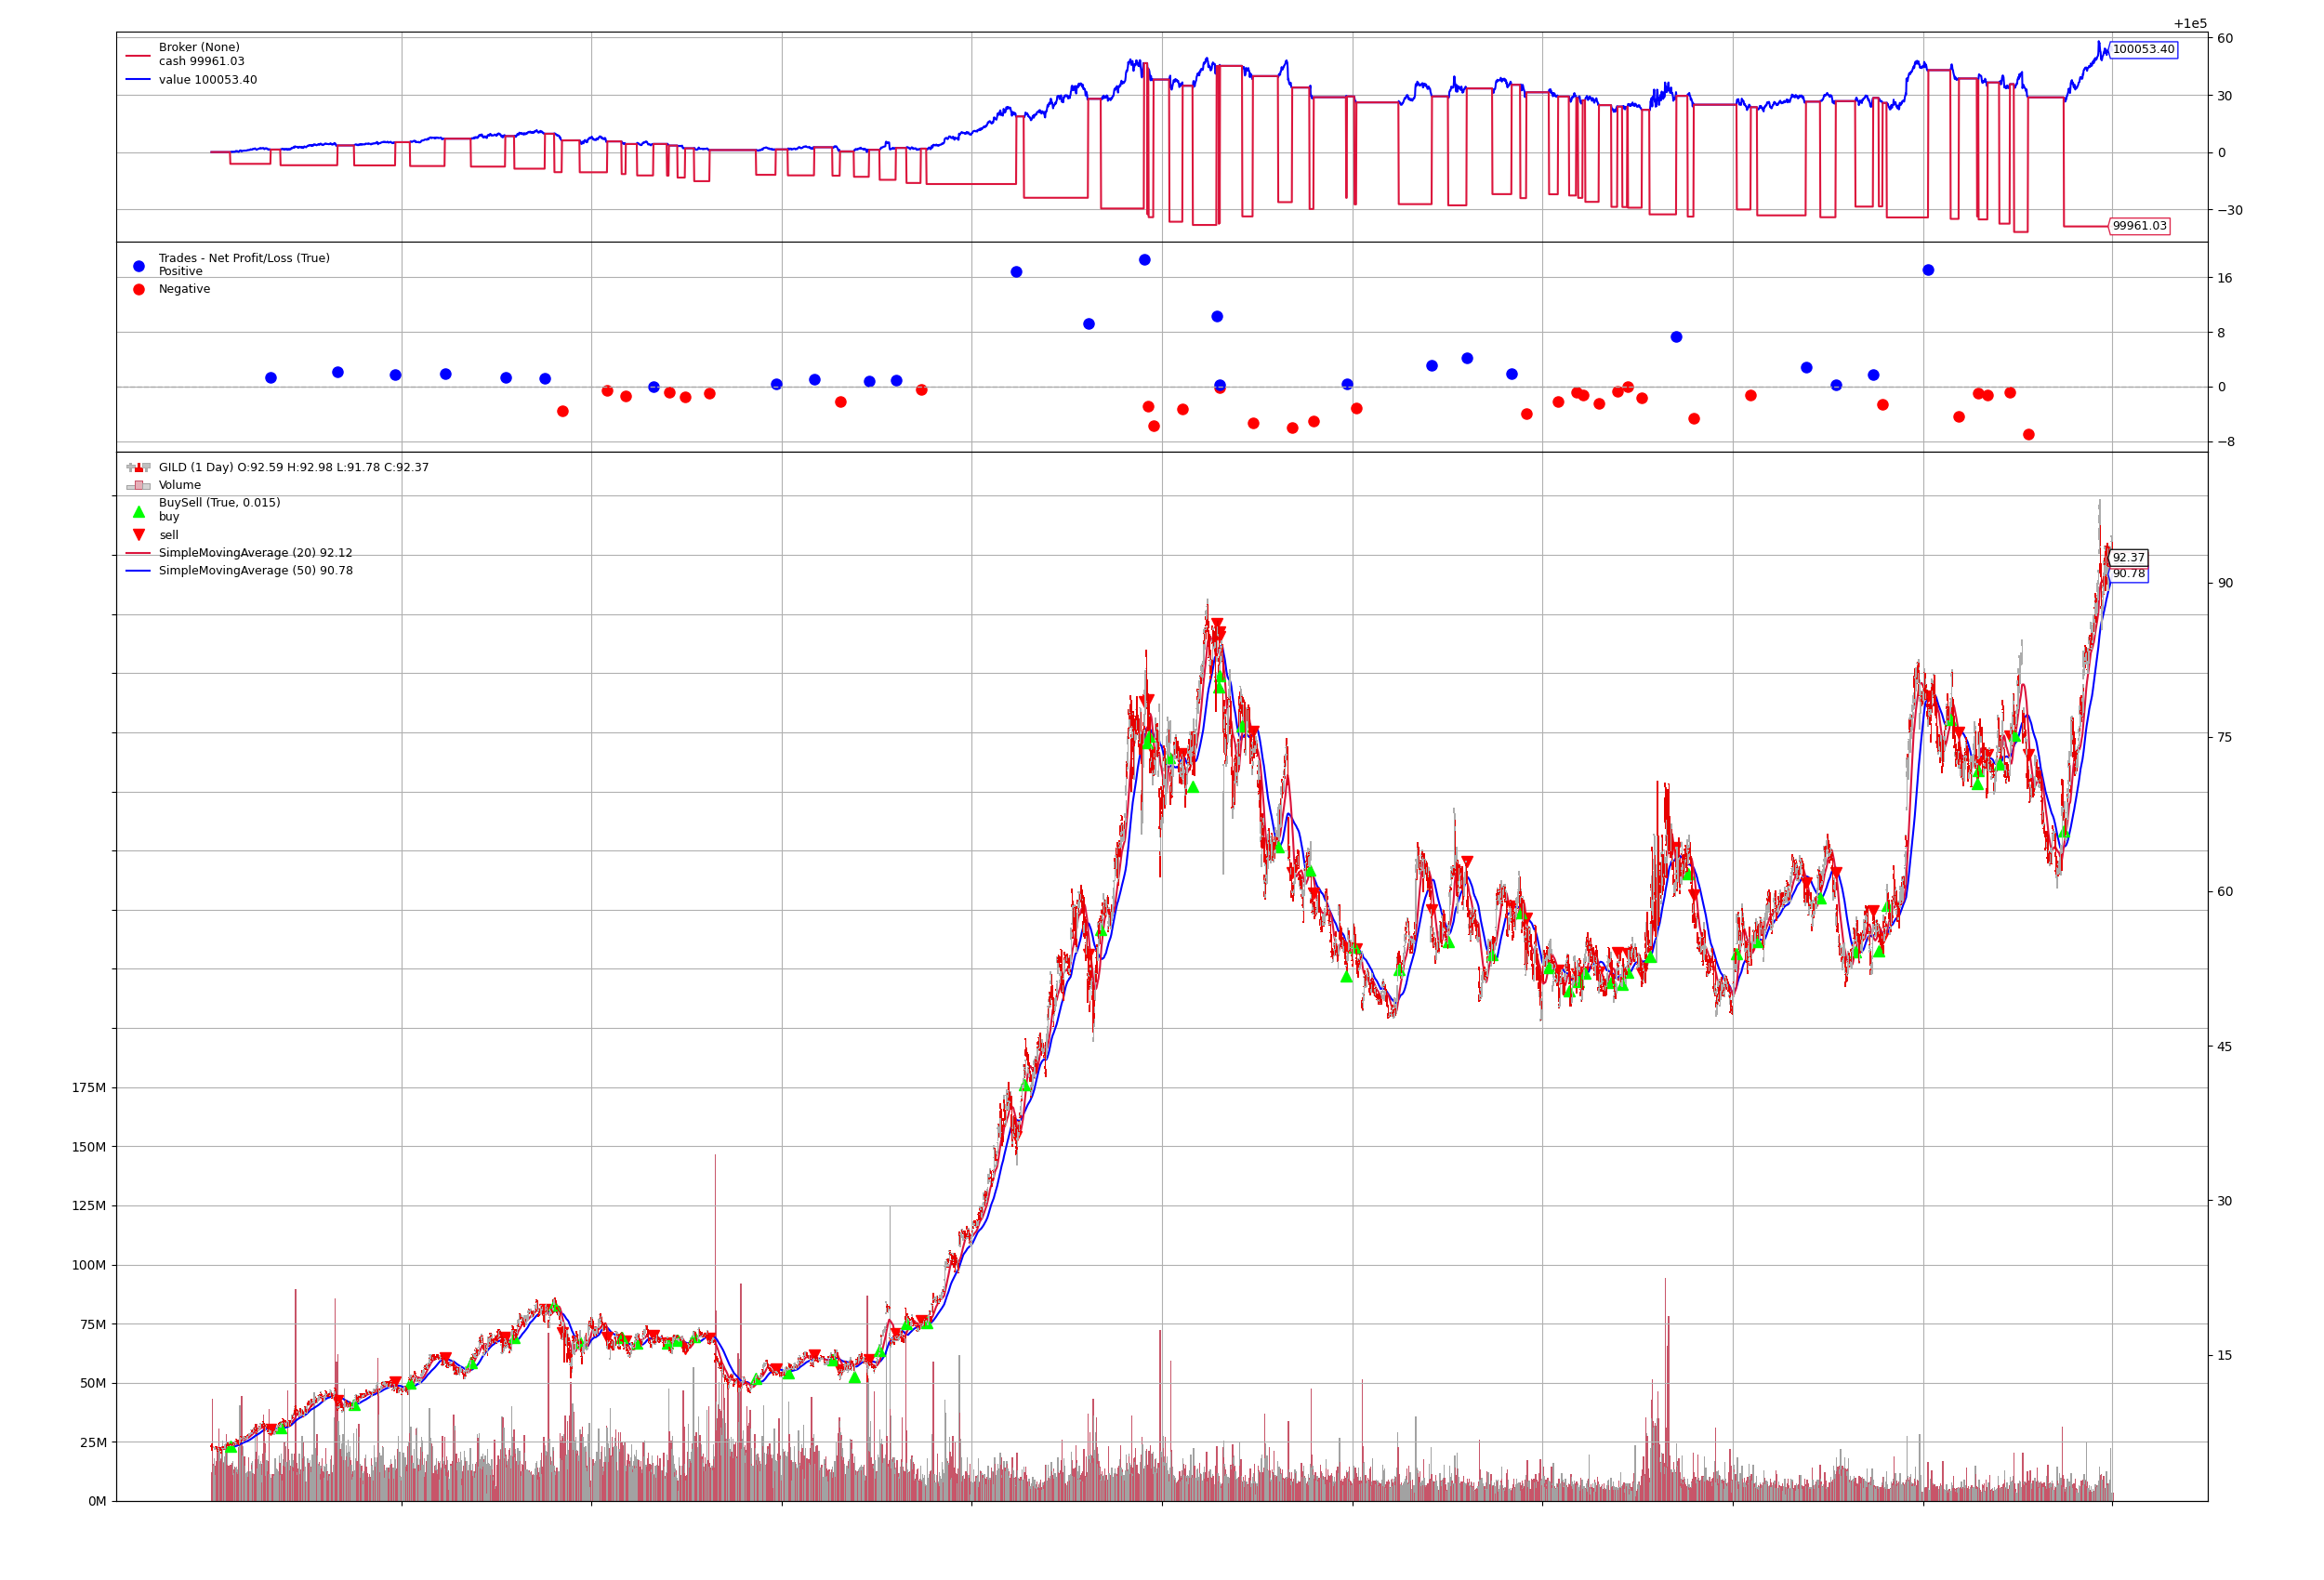 +1e5
Broker (None)
cash 99961.03
value 100053.40
60
30
0
−30
100053.40
99961.03
Trades - Net Profit/Loss (True)
Positive
Negative
16
8
0
−8
GILD (1 Day) O:92.59 H:92.98 L:91.78 C:92.37
Volume
BuySell (True, 0.015)
buy
sell
SimpleMovingAverage (20) 92.12
SimpleMovingAverage (50) 90.78
92.37
90.78
90
75
60
45
30
15
175M
150M
125M
100M
75M
50M
25M
0M